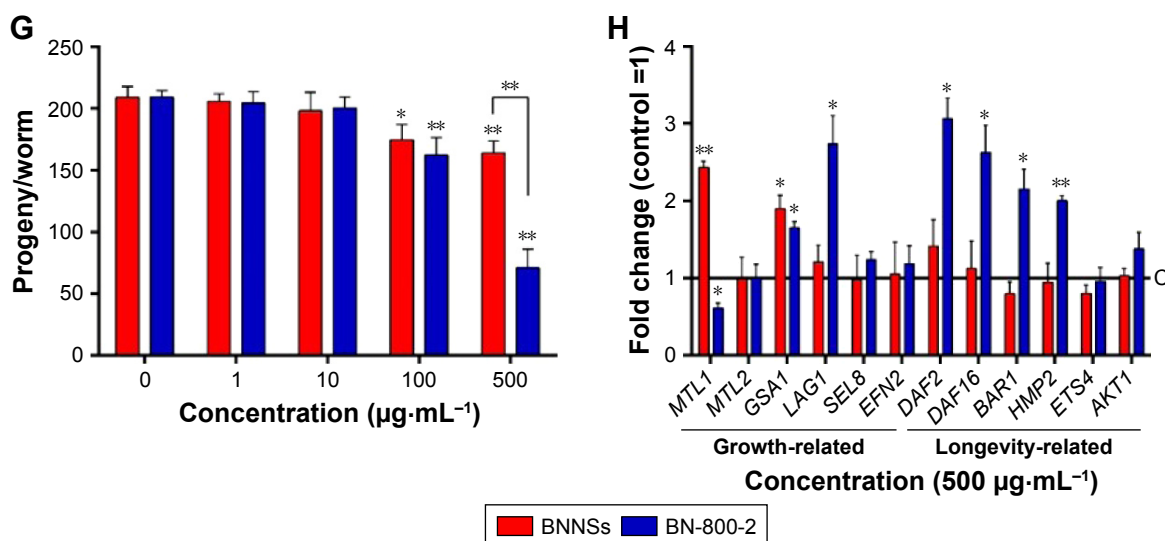 G
250
200
150
100
50
0
Progeny/worm
* ** ** ** **
0 1 10 100 500
Concentration (µg·mL⁻¹)
H
4
3
2
1
0
Fold change (control =1)
** * * * * * * * **
C
MTL1 MTL2 GSA1 LAG1 SEL8 EFN2 DAF2 DAF16 BAR1 HMP2 ETS4 AKT1
Growth-related Longevity-related
Concentration (500 µg·mL⁻¹)
BNNSs BN-800-2